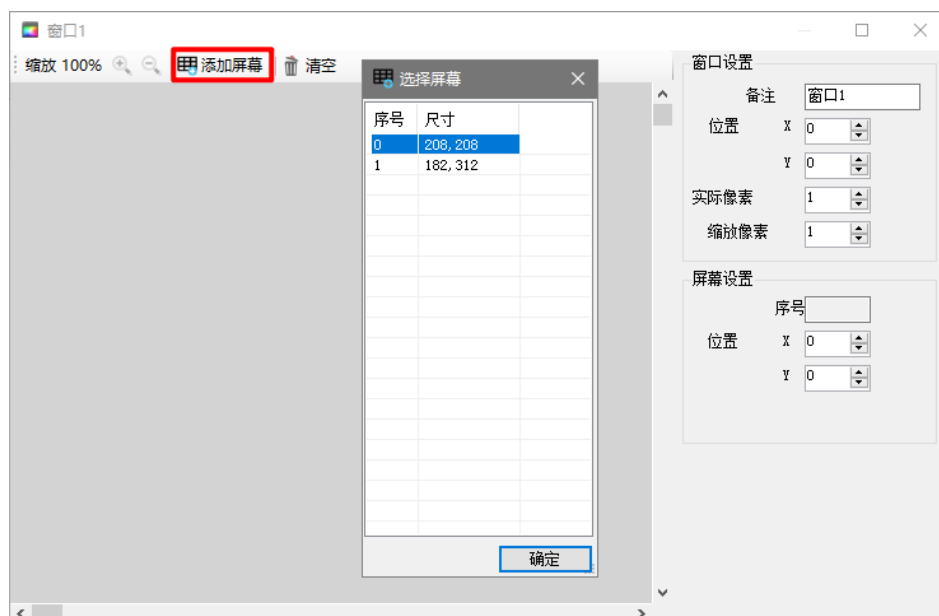 窗口1
缩放 100%
添加屏幕
清空
选择屏幕
序号 尺寸
0 208, 208
1 182, 312
确定
窗口设置
备注 窗口1
位置 X 0
Y 0
实际像素 1
缩放像素 1
屏幕设置
序号
位置 X 0
Y 0